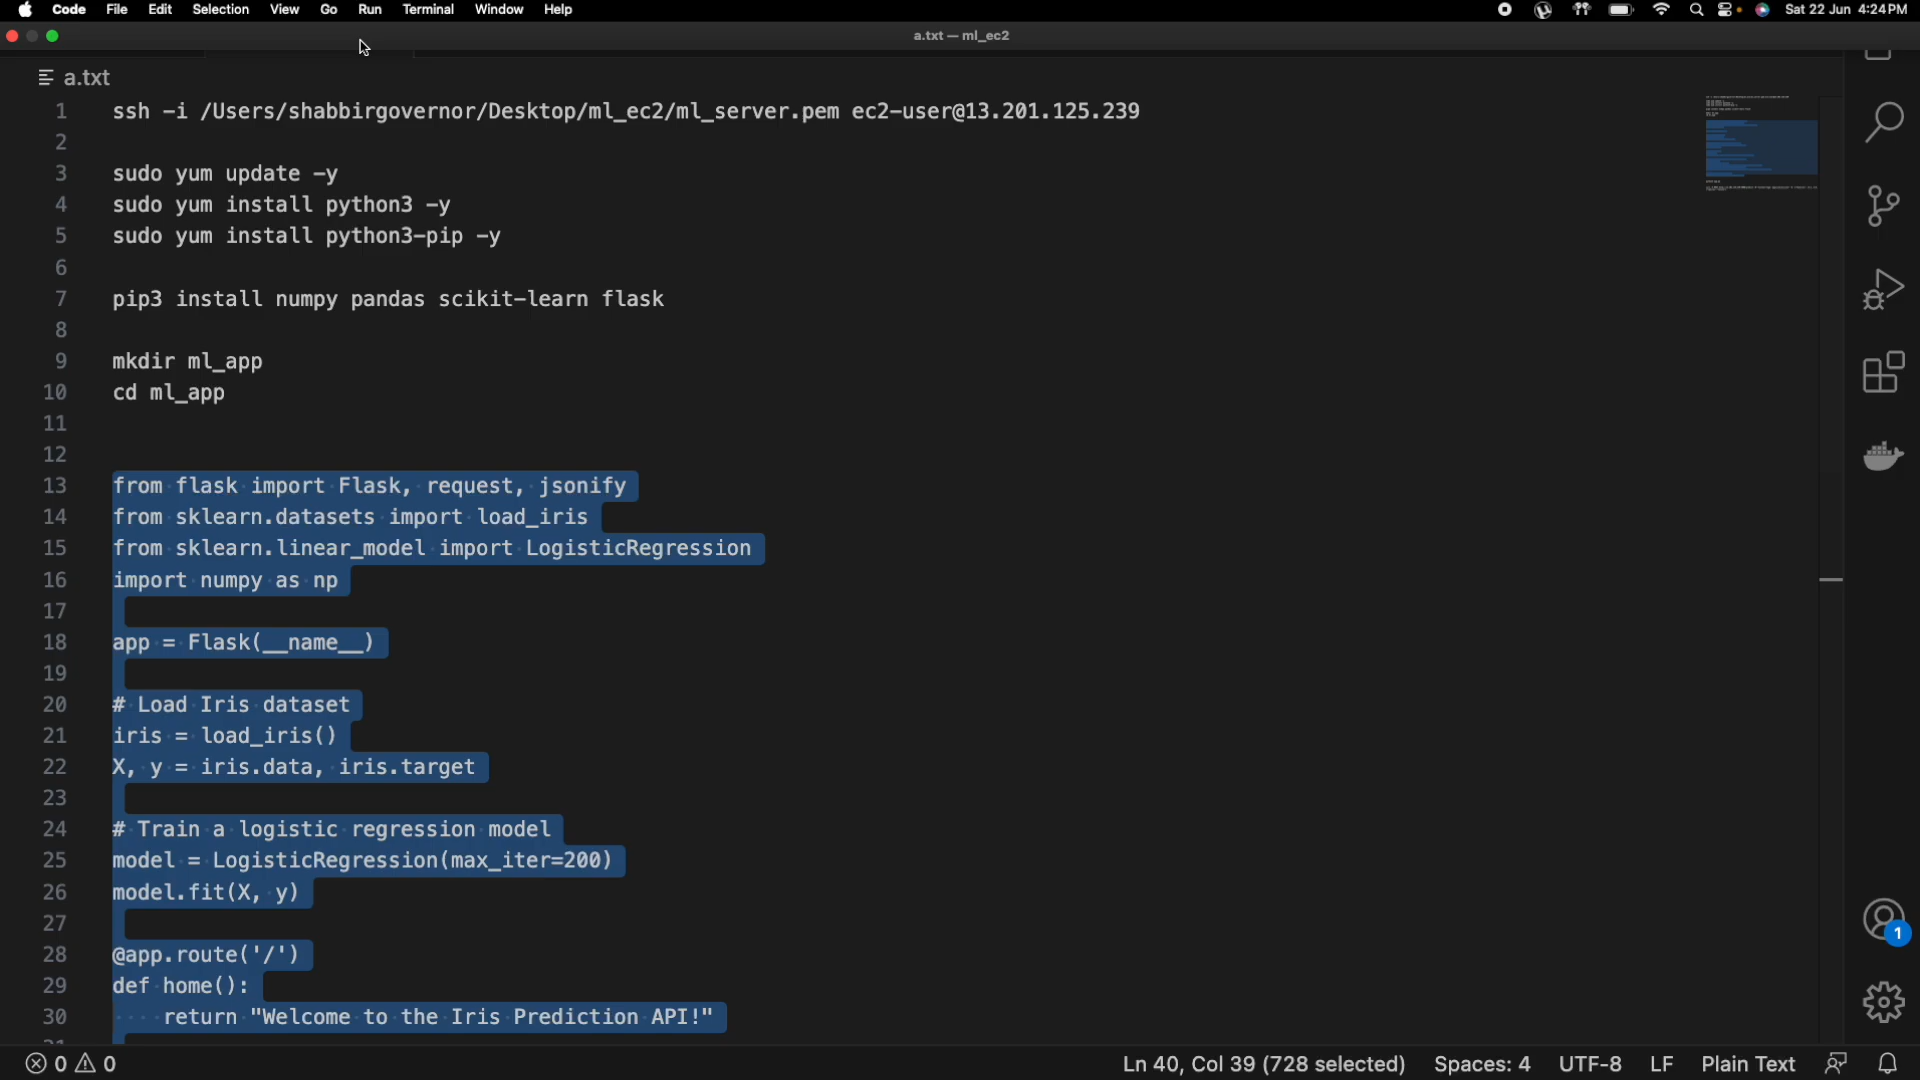 Code File Edit Selection View Go Run Terminal Window Help Sat 22 Jun 4:24 PM
a.txt — ml_ec2
a.txt
1 ssh -i /Users/shabbirgovernor/Desktop/ml_ec2/ml_server.pem ec2-user@13.201.125.239
2
3 sudo yum update -y
4 sudo yum install python3 -y
5 sudo yum install python3-pip -y
6
7 pip3 install numpy pandas scikit-learn flask
8
9 mkdir ml_app
10 cd ml_app
11
12
13 from flask import Flask, request, jsonify
14 from sklearn.datasets import load_iris
15 from sklearn.linear_model import LogisticRegression
16 import numpy as np
17
18 app = Flask(__name__)
19
20 # Load Iris dataset
21 iris = load_iris()
22 X, y = iris.data, iris.target
23
24 # Train a logistic regression model
25 model = LogisticRegression(max_iter=200)
26 model.fit(X, y)
27
28 @app.route('/')
29 def home():
30     return "Welcome to the Iris Prediction API!"
1
0 0 Ln 40, Col 39 (728 selected) Spaces: 4 UTF-8 LF Plain Text